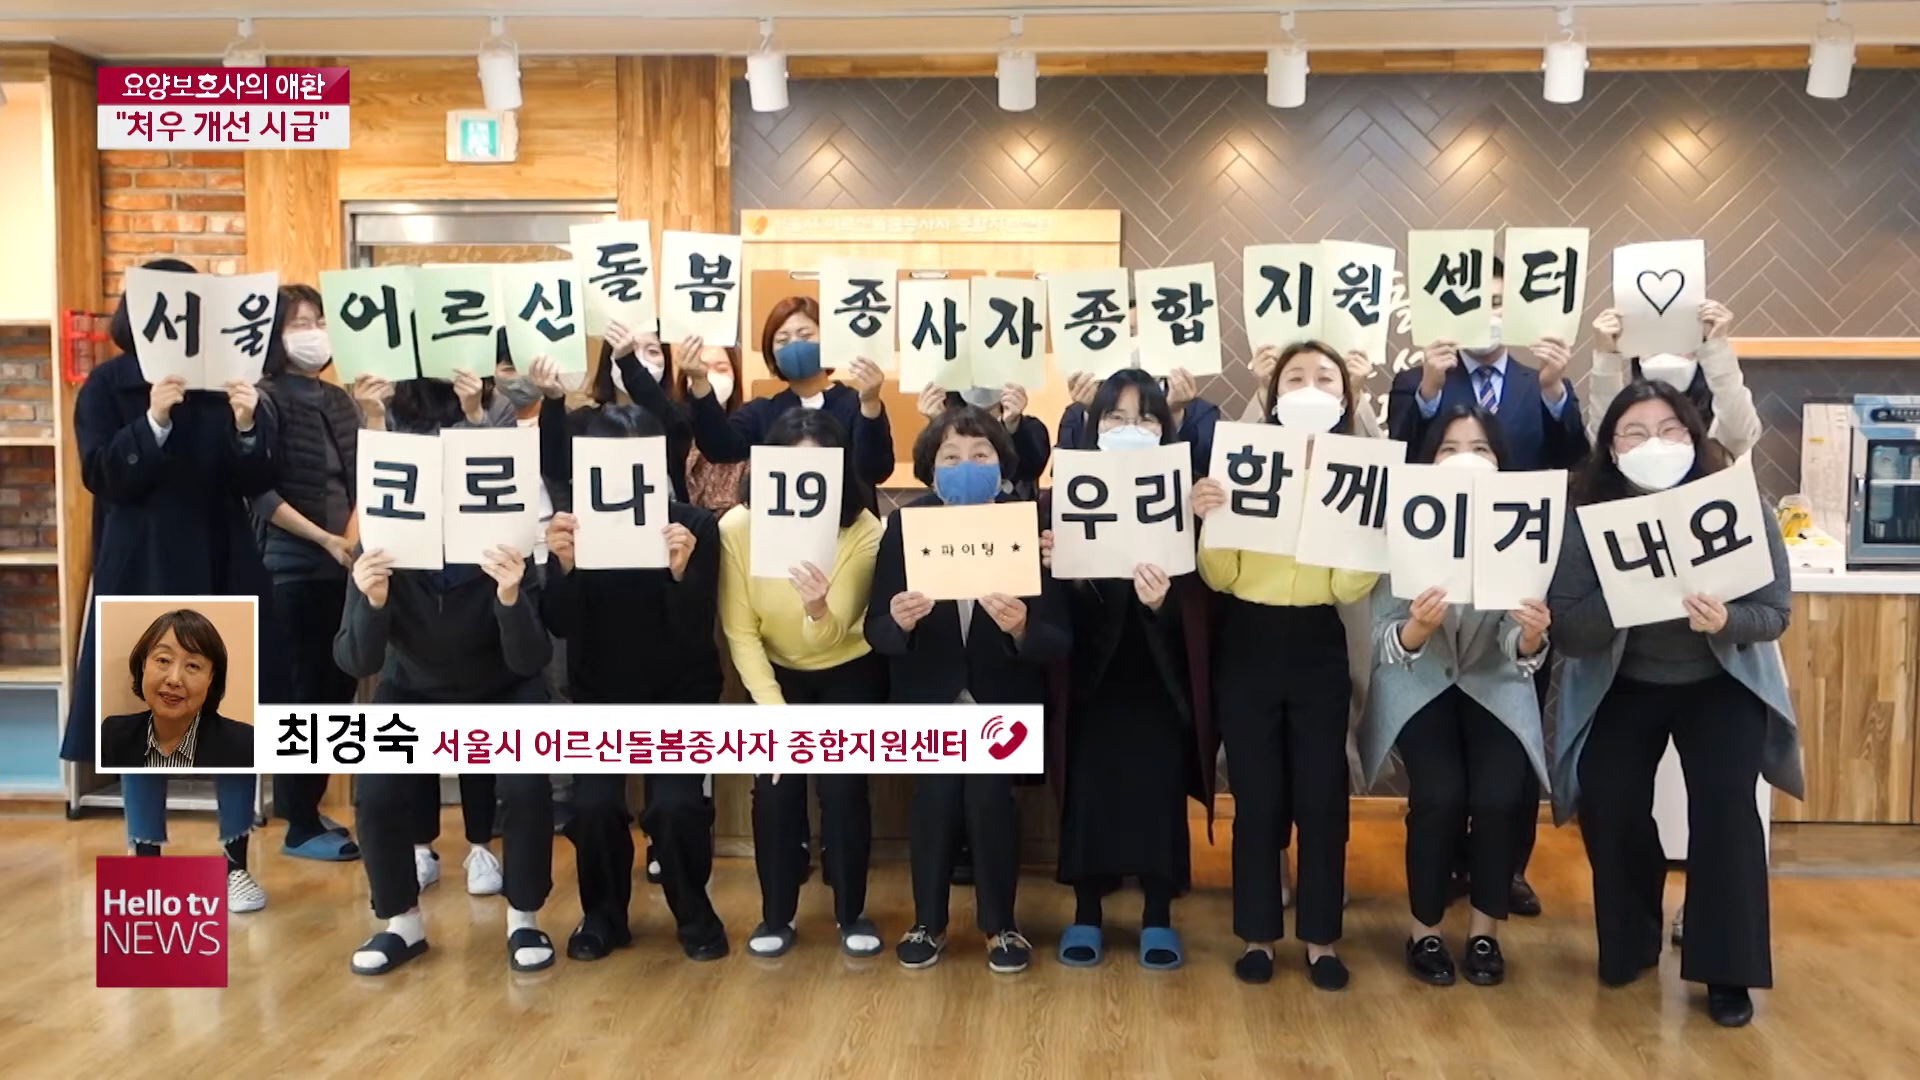 요양보호사의 애환
"처우 개선 시급"
서울어르신돌봄 종사자종합지원센터 ♡
코로나 19 우리함께이겨내요
★ 파이팅 ★
최경숙 서울시 어르신돌봄종사자 종합지원센터
Hello tv
NEWS